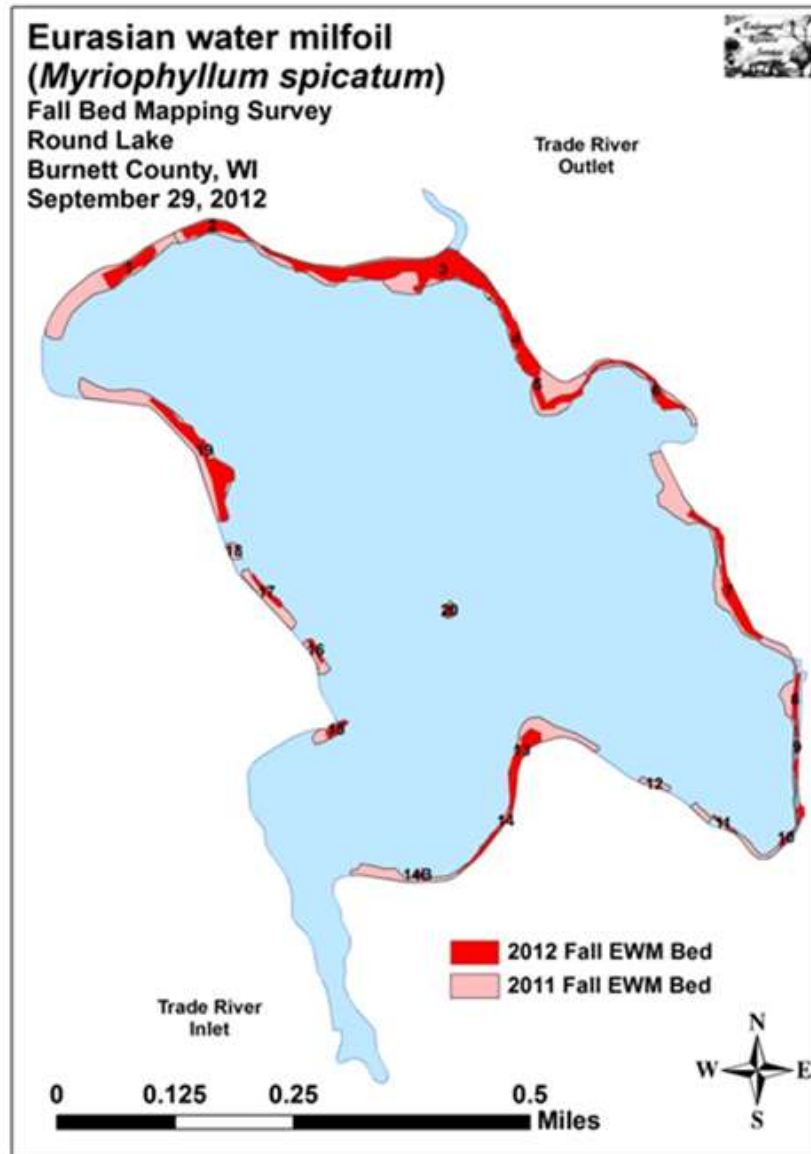 Eurasian water milfoil
(Myriophyllum spicatum)
Fall Bed Mapping Survey
Round Lake
Burnett County, WI
September 29, 2012
Trade River
Outlet
2
1
3
4
5
6
19
18
17
20
7
16
8
15
9
13
12
14
11
10
14B
2012 Fall EWM Bed
2011 Fall EWM Bed
Trade River
Inlet
N
W E
S
0 0.125 0.25 0.5
Miles